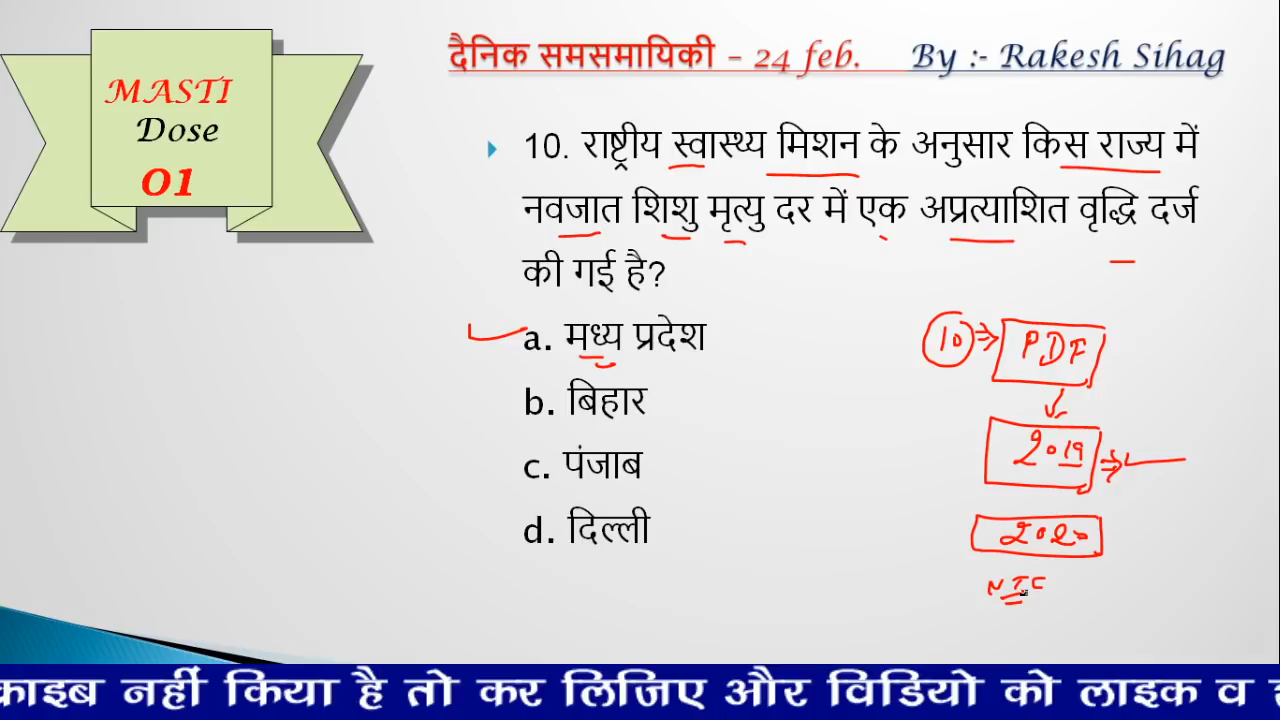 MASTI
Dose
01
दैनिक समसमायिकी – 24 feb. By :- Rakesh Sihag
10. राष्ट्रीय स्वास्थ्य मिशन के अनुसार किस राज्य में
नवजात शिशु मृत्यु दर में एक अप्रत्याशित वृद्धि दर्ज
की गई है?
a. मध्य प्रदेश
b. बिहार
c. पंजाब
d. दिल्ली
10 PDF
2019
2020
NTC
नहीं किया है तो कर लिजिए और विडियो को लाइक व